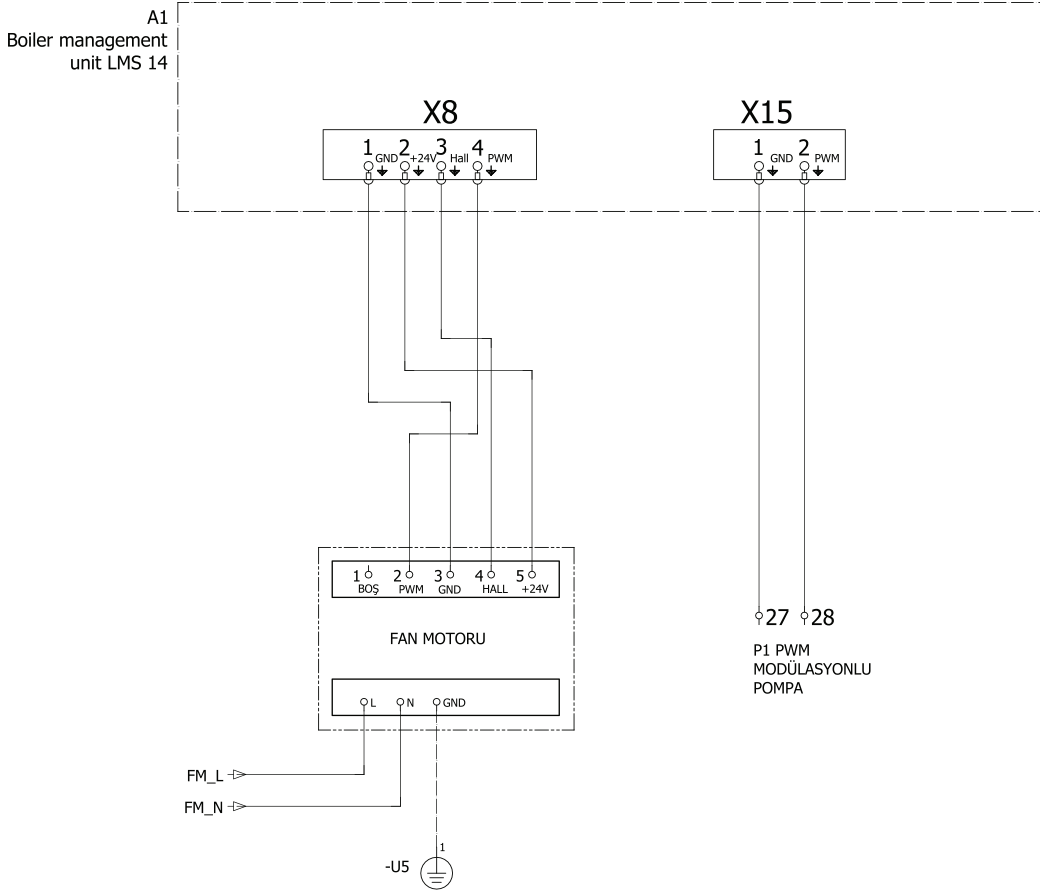 A1
Boiler management
unit LMS 14
X8
X15
1 GND 2 +24V 3 Hall 4 PWM
1 GND 2 PWM
1 2 3 4 5
BOŞ PWM GND HALL +24V
FAN MOTORU
27 28
P1 PWM
MODÜLASYONLU
POMPA
L N GND
FM_L
FM_N
1
-U5